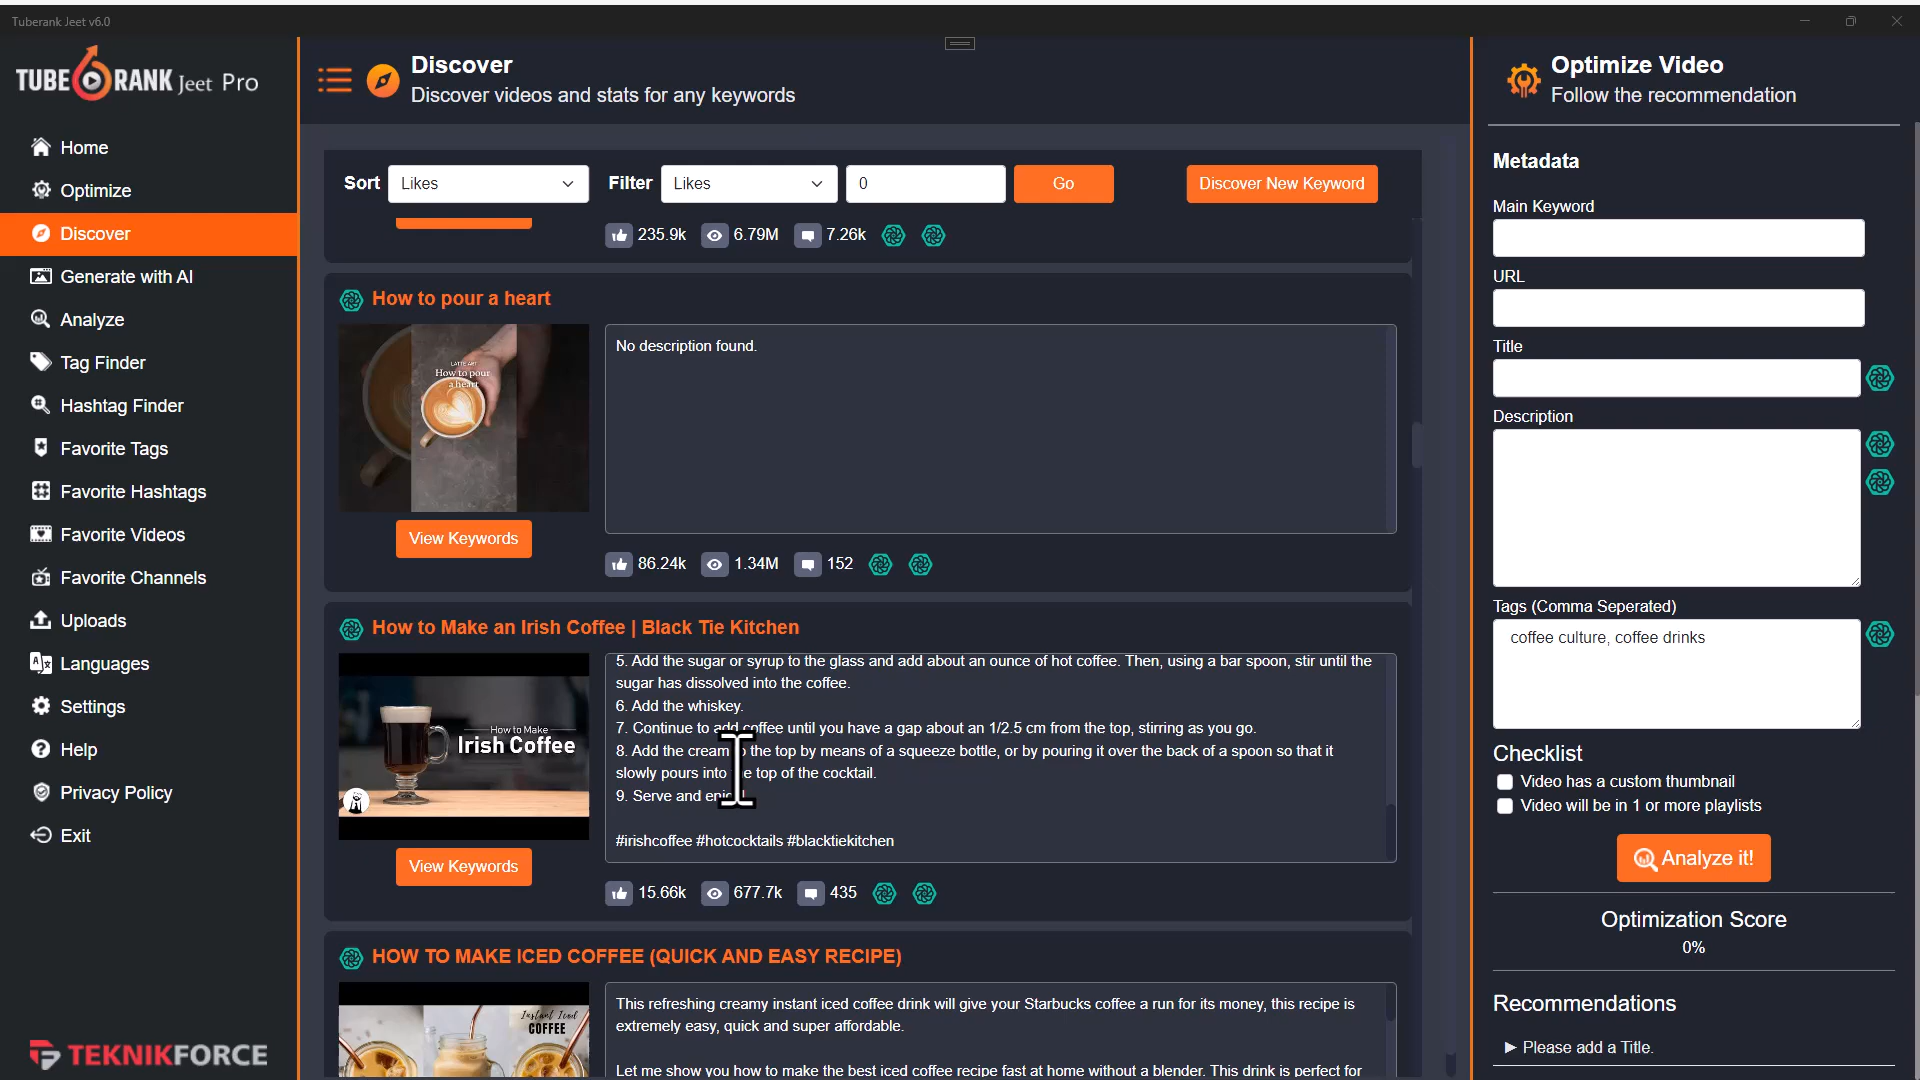 Tuberank Jeet v6.0
TUBE RANK Jeet Pro
Home
Optimize
Discover
Generate with AI
Analyze
Tag Finder
Hashtag Finder
Favorite Tags
Favorite Hashtags
Favorite Videos
Favorite Channels
Uploads
Languages
Settings
Help
Privacy Policy
Exit
TEKNIKFORCE
Discover
Discover videos and stats for any keywords
Sort Likes Filter Likes 0 Go Discover New Keyword
235.9k 6.79M 7.26k
How to pour a heart
LATTE ART
How to pour
a heart
No description found.
View Keywords
86.24k 1.34M 152
How to Make an Irish Coffee | Black Tie Kitchen
How to Make
Irish Coffee
5. Add the sugar or syrup to the glass and add about an ounce of hot coffee. Then, using a bar spoon, stir until the
sugar has dissolved into the coffee.
6. Add the whiskey.
7. Continue to add coffee until you have a gap about an 1/2.5 cm from the top, stirring as you go.
8. Add the cream the top by means of a squeeze bottle, or by pouring it over the back of a spoon so that it
slowly pours into top of the cocktail.
9. Serve and
#irishcoffee #hotcocktails #blacktiekitchen
View Keywords
15.66k 677.7k 435
HOW TO MAKE ICED COFFEE (QUICK AND EASY RECIPE)
Instant Iced
COFFEE
This refreshing creamy instant iced coffee drink will give your Starbucks coffee a run for its money, this recipe is
extremely easy, quick and super affordable.
Let me show you how to make the best iced coffee recipe fast at home without a blender. This drink is perfect for
Optimize Video
Follow the recommendation
Metadata
Main Keyword
URL
Title
Description
Tags (Comma Seperated)
coffee culture, coffee drinks
Checklist
Video has a custom thumbnail
Video will be in 1 or more playlists
Analyze it!
Optimization Score
0%
Recommendations
► Please add a Title.